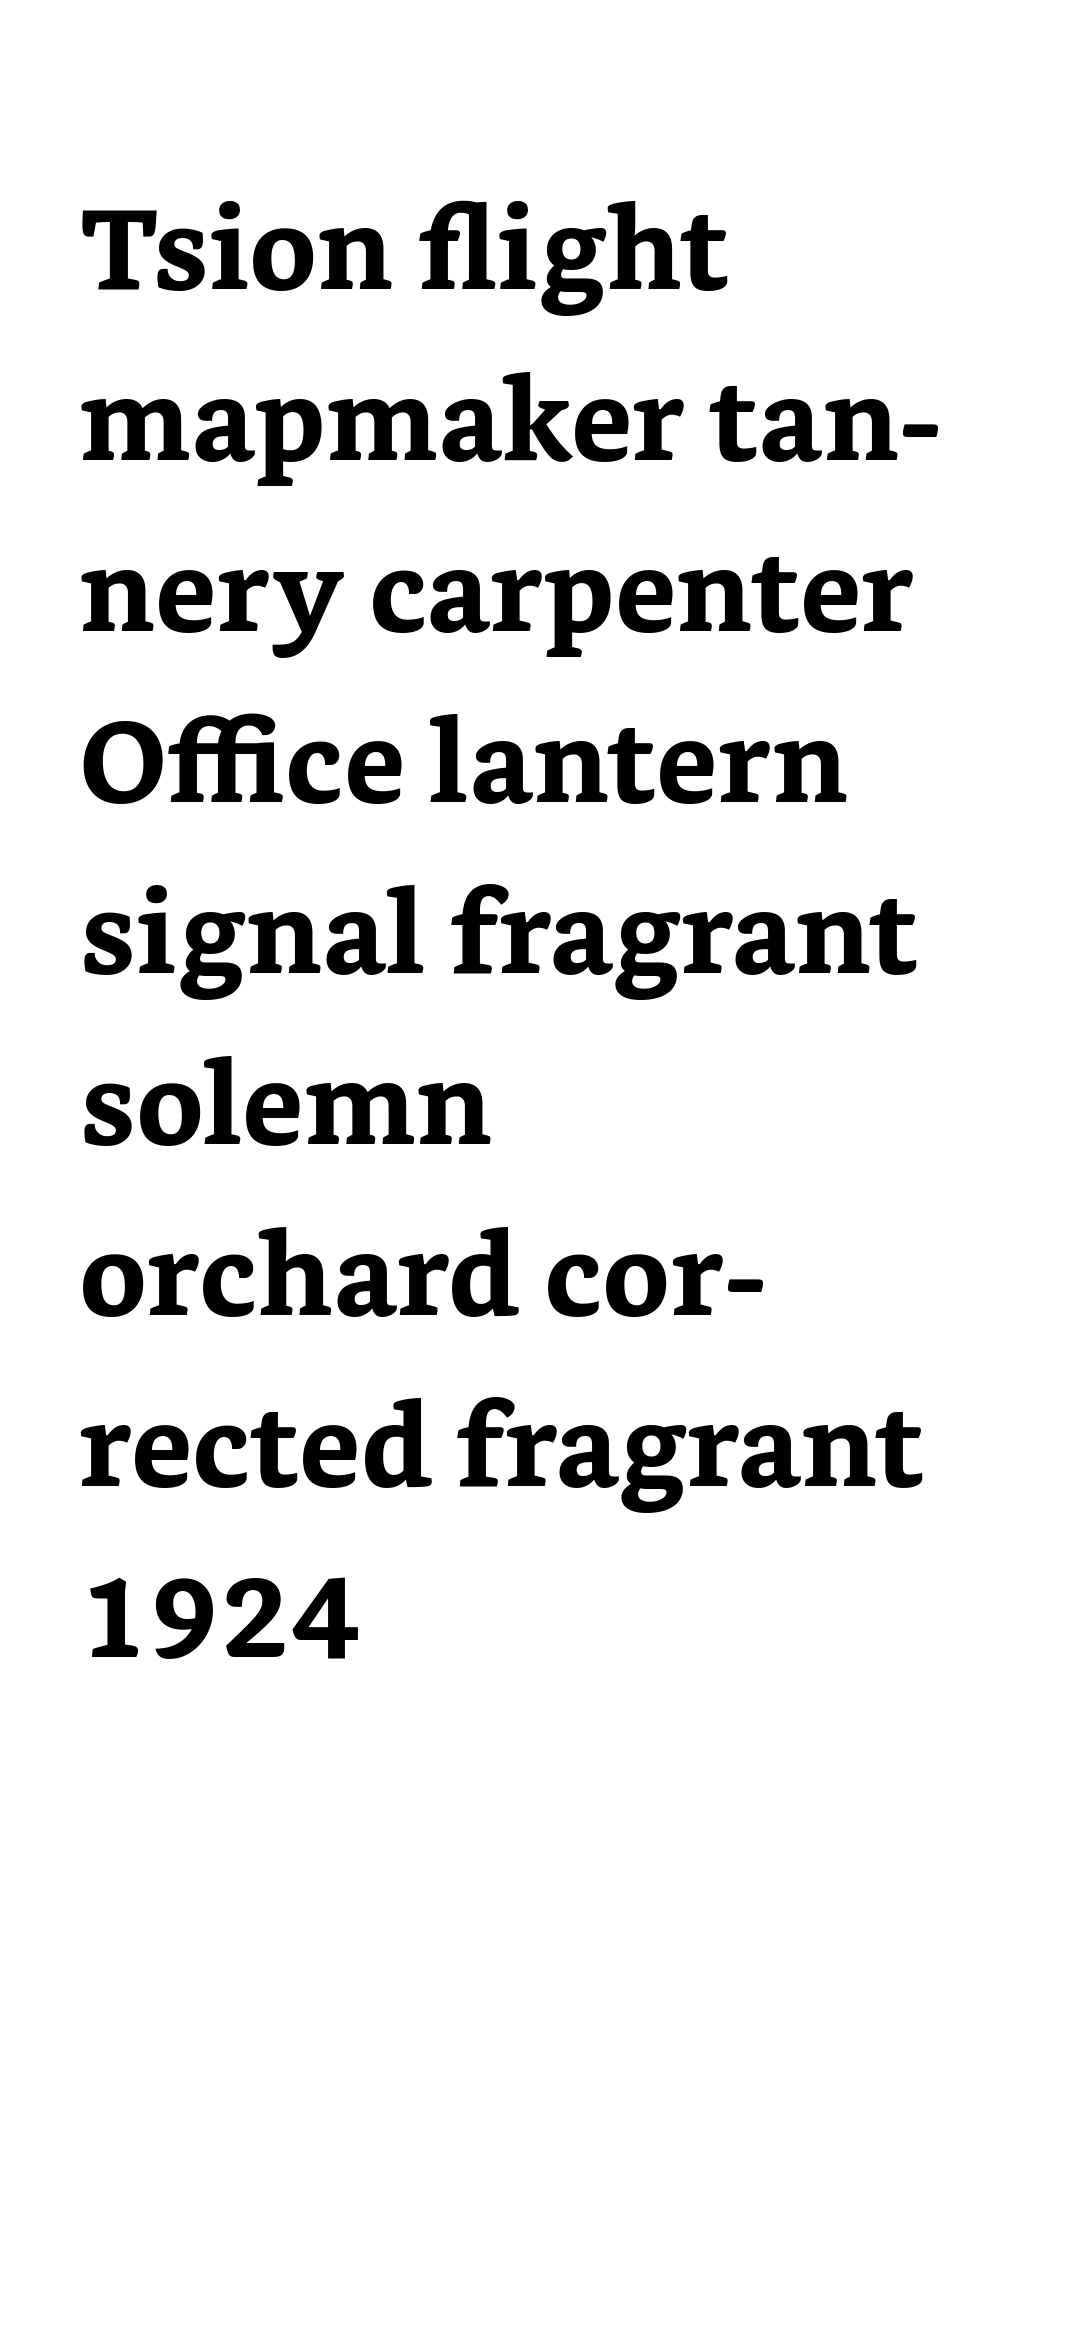 Tsion flight
mapmaker tan-
nery carpenter
Office lantern
signal fragrant
solemn
orchard cor-
rected fragrant
1924